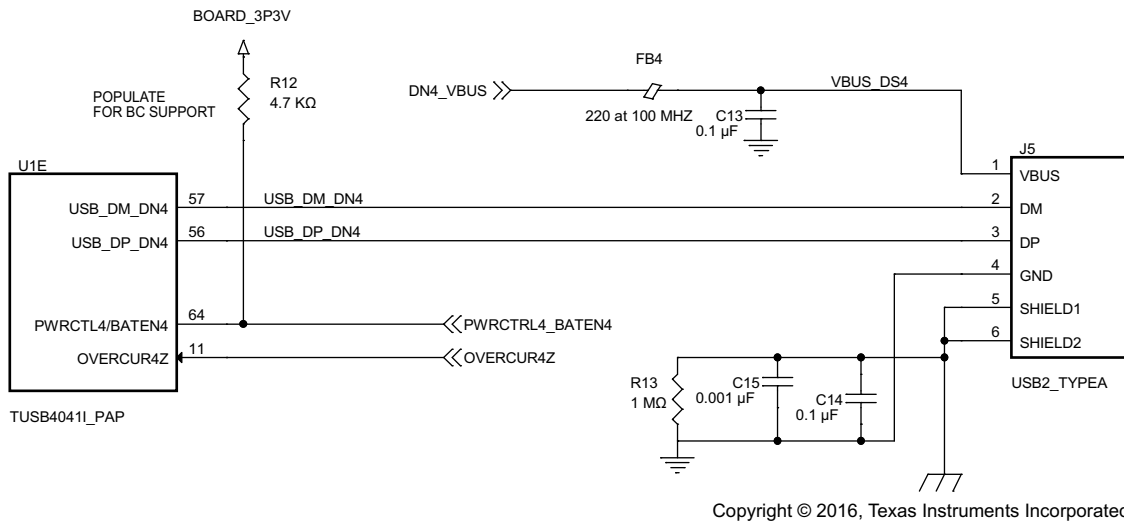 BOARD_3P3V
R12
4.7 KΩ
POPULATE
FOR BC SUPPORT
FB4
DN4_VBUS
220 at 100 MHZ
VBUS_DS4
C13
0.1 µF
J5
1
VBUS
2
DM
3
DP
4
GND
5
SHIELD1
6
SHIELD2
USB2_TYPEA
U1E
USB_DM_DN4
57
USB_DM_DN4
USB_DP_DN4
56
USB_DP_DN4
PWRCTL4/BATEN4
64
PWRCTRL4_BATEN4
OVERCUR4Z
11
OVERCUR4Z
TUSB4041I_PAP
R13
1 MΩ
C15
0.001 µF
C14
0.1 µF
Copyright © 2016, Texas Instruments Incorporated